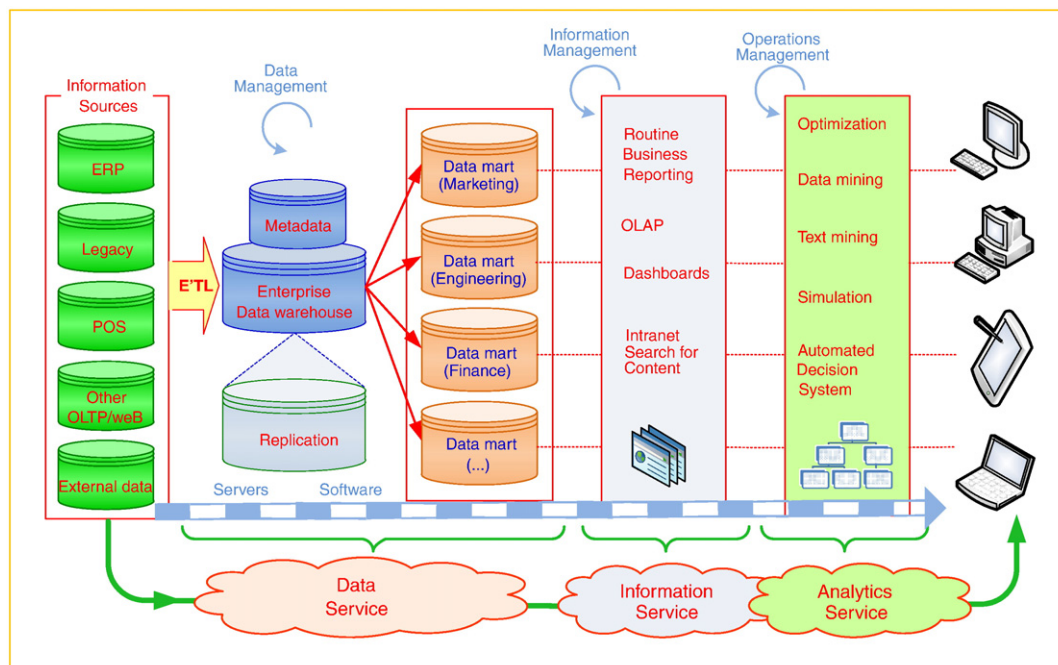 Information
Sources
ERP
Legacy
POS
Other
OLTP/weB
External data
E'TL
Data
Management
Metadata
Enterprise
Data warehouse
Replication
Servers
Software
Data mart
(Marketing)
Data mart
(Engineering)
Data mart
(Finance)
Data mart
(...)
Information
Management
Routine
Business
Reporting
OLAP
Dashboards
Intranet
Search for
Content
Operations
Management
Optimization
Data mining
Text mining
Simulation
Automated
Decision
System
Data
Service
Information
Service
Analytics
Service